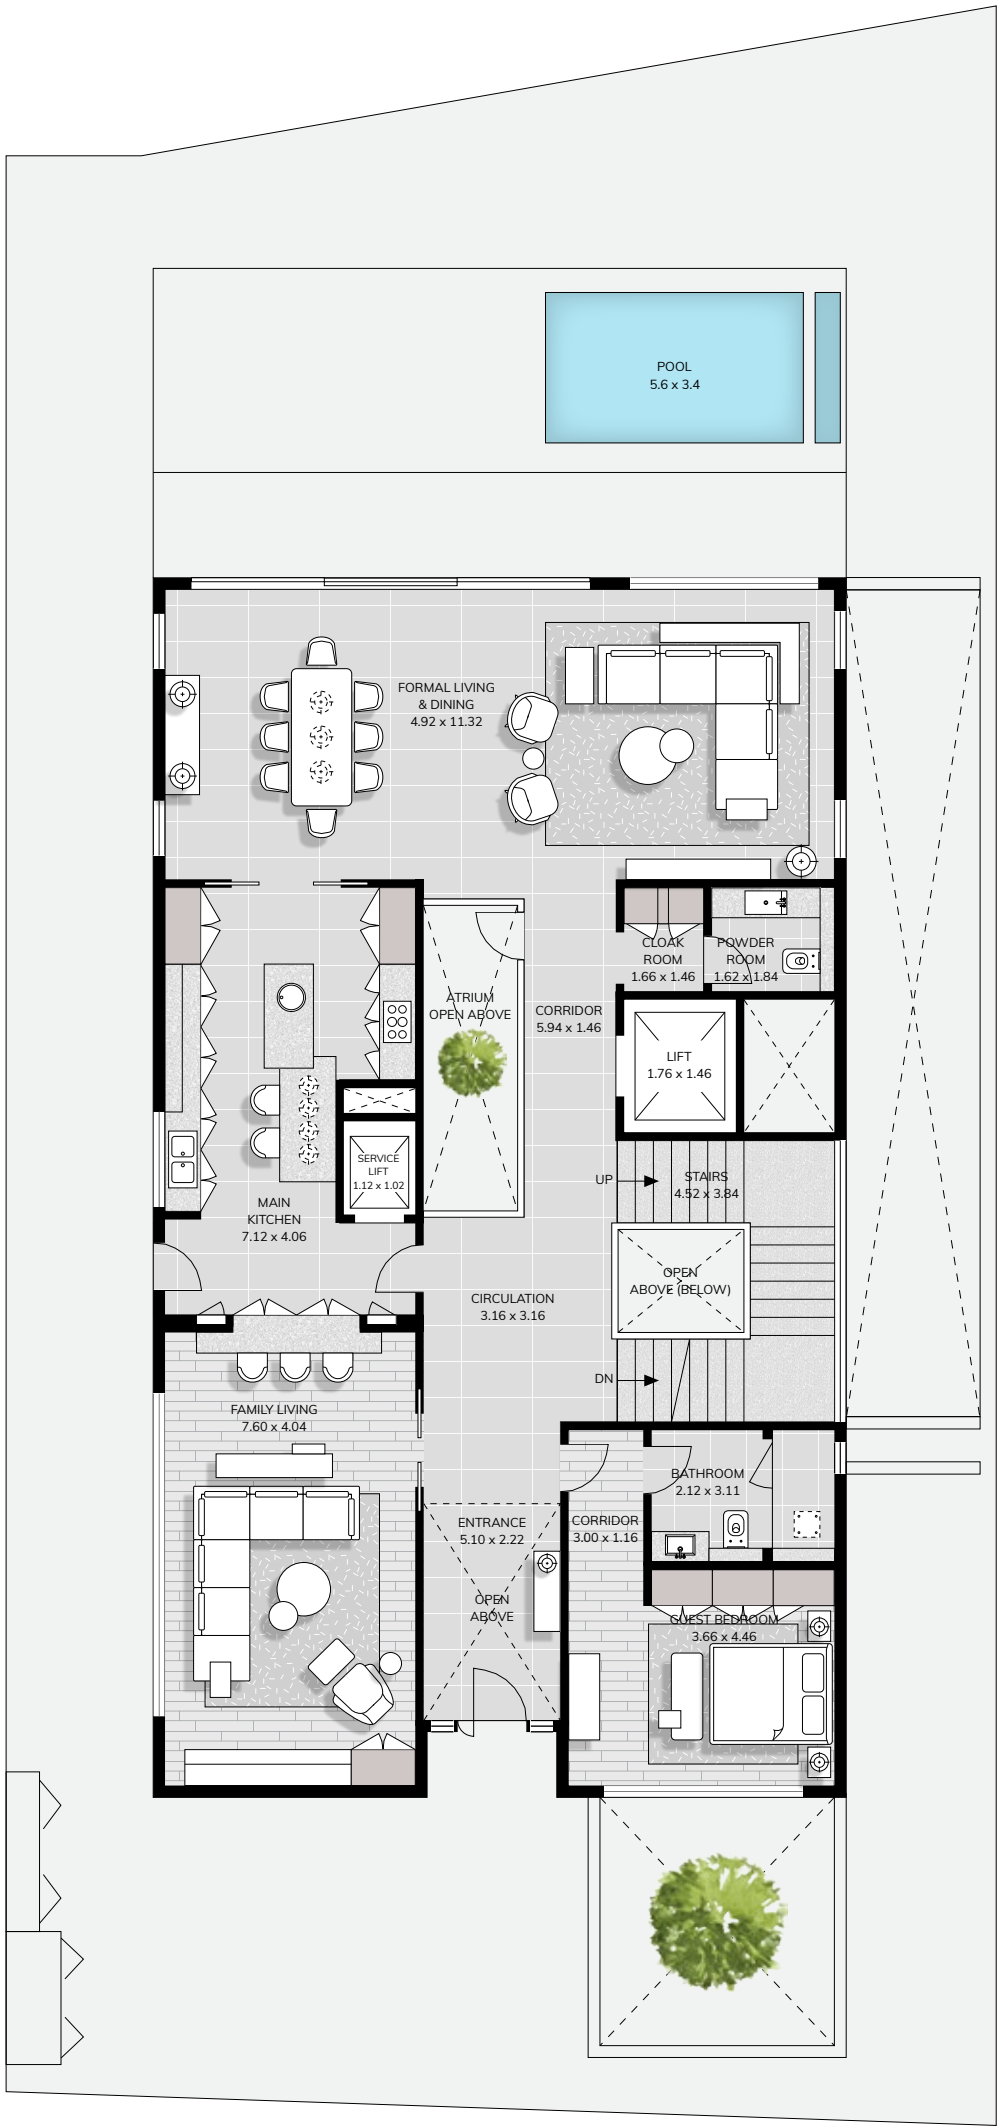 POOL
5.6 x 3.4
FORMAL LIVING
& DINING
4.92 x 11.32
CLOAK
ROOM
1.66 x 1.46
POWDER
ROOM
1.62 x 1.84
ATRIUM
OPEN ABOVE
CORRIDOR
5.94 x 1.46
LIFT
1.76 x 1.46
SERVICE
LIFT
1.12 x 1.02
UP
STAIRS
4.52 x 3.84
MAIN
KITCHEN
7.12 x 4.06
OPEN
ABOVE (BELOW)
CIRCULATION
3.16 x 3.16
DN
FAMILY LIVING
7.60 x 4.04
BATHROOM
2.12 x 3.11
ENTRANCE
5.10 x 2.22
CORRIDOR
3.00 x 1.16
OPEN
ABOVE
GUEST BEDROOM
3.66 x 4.46